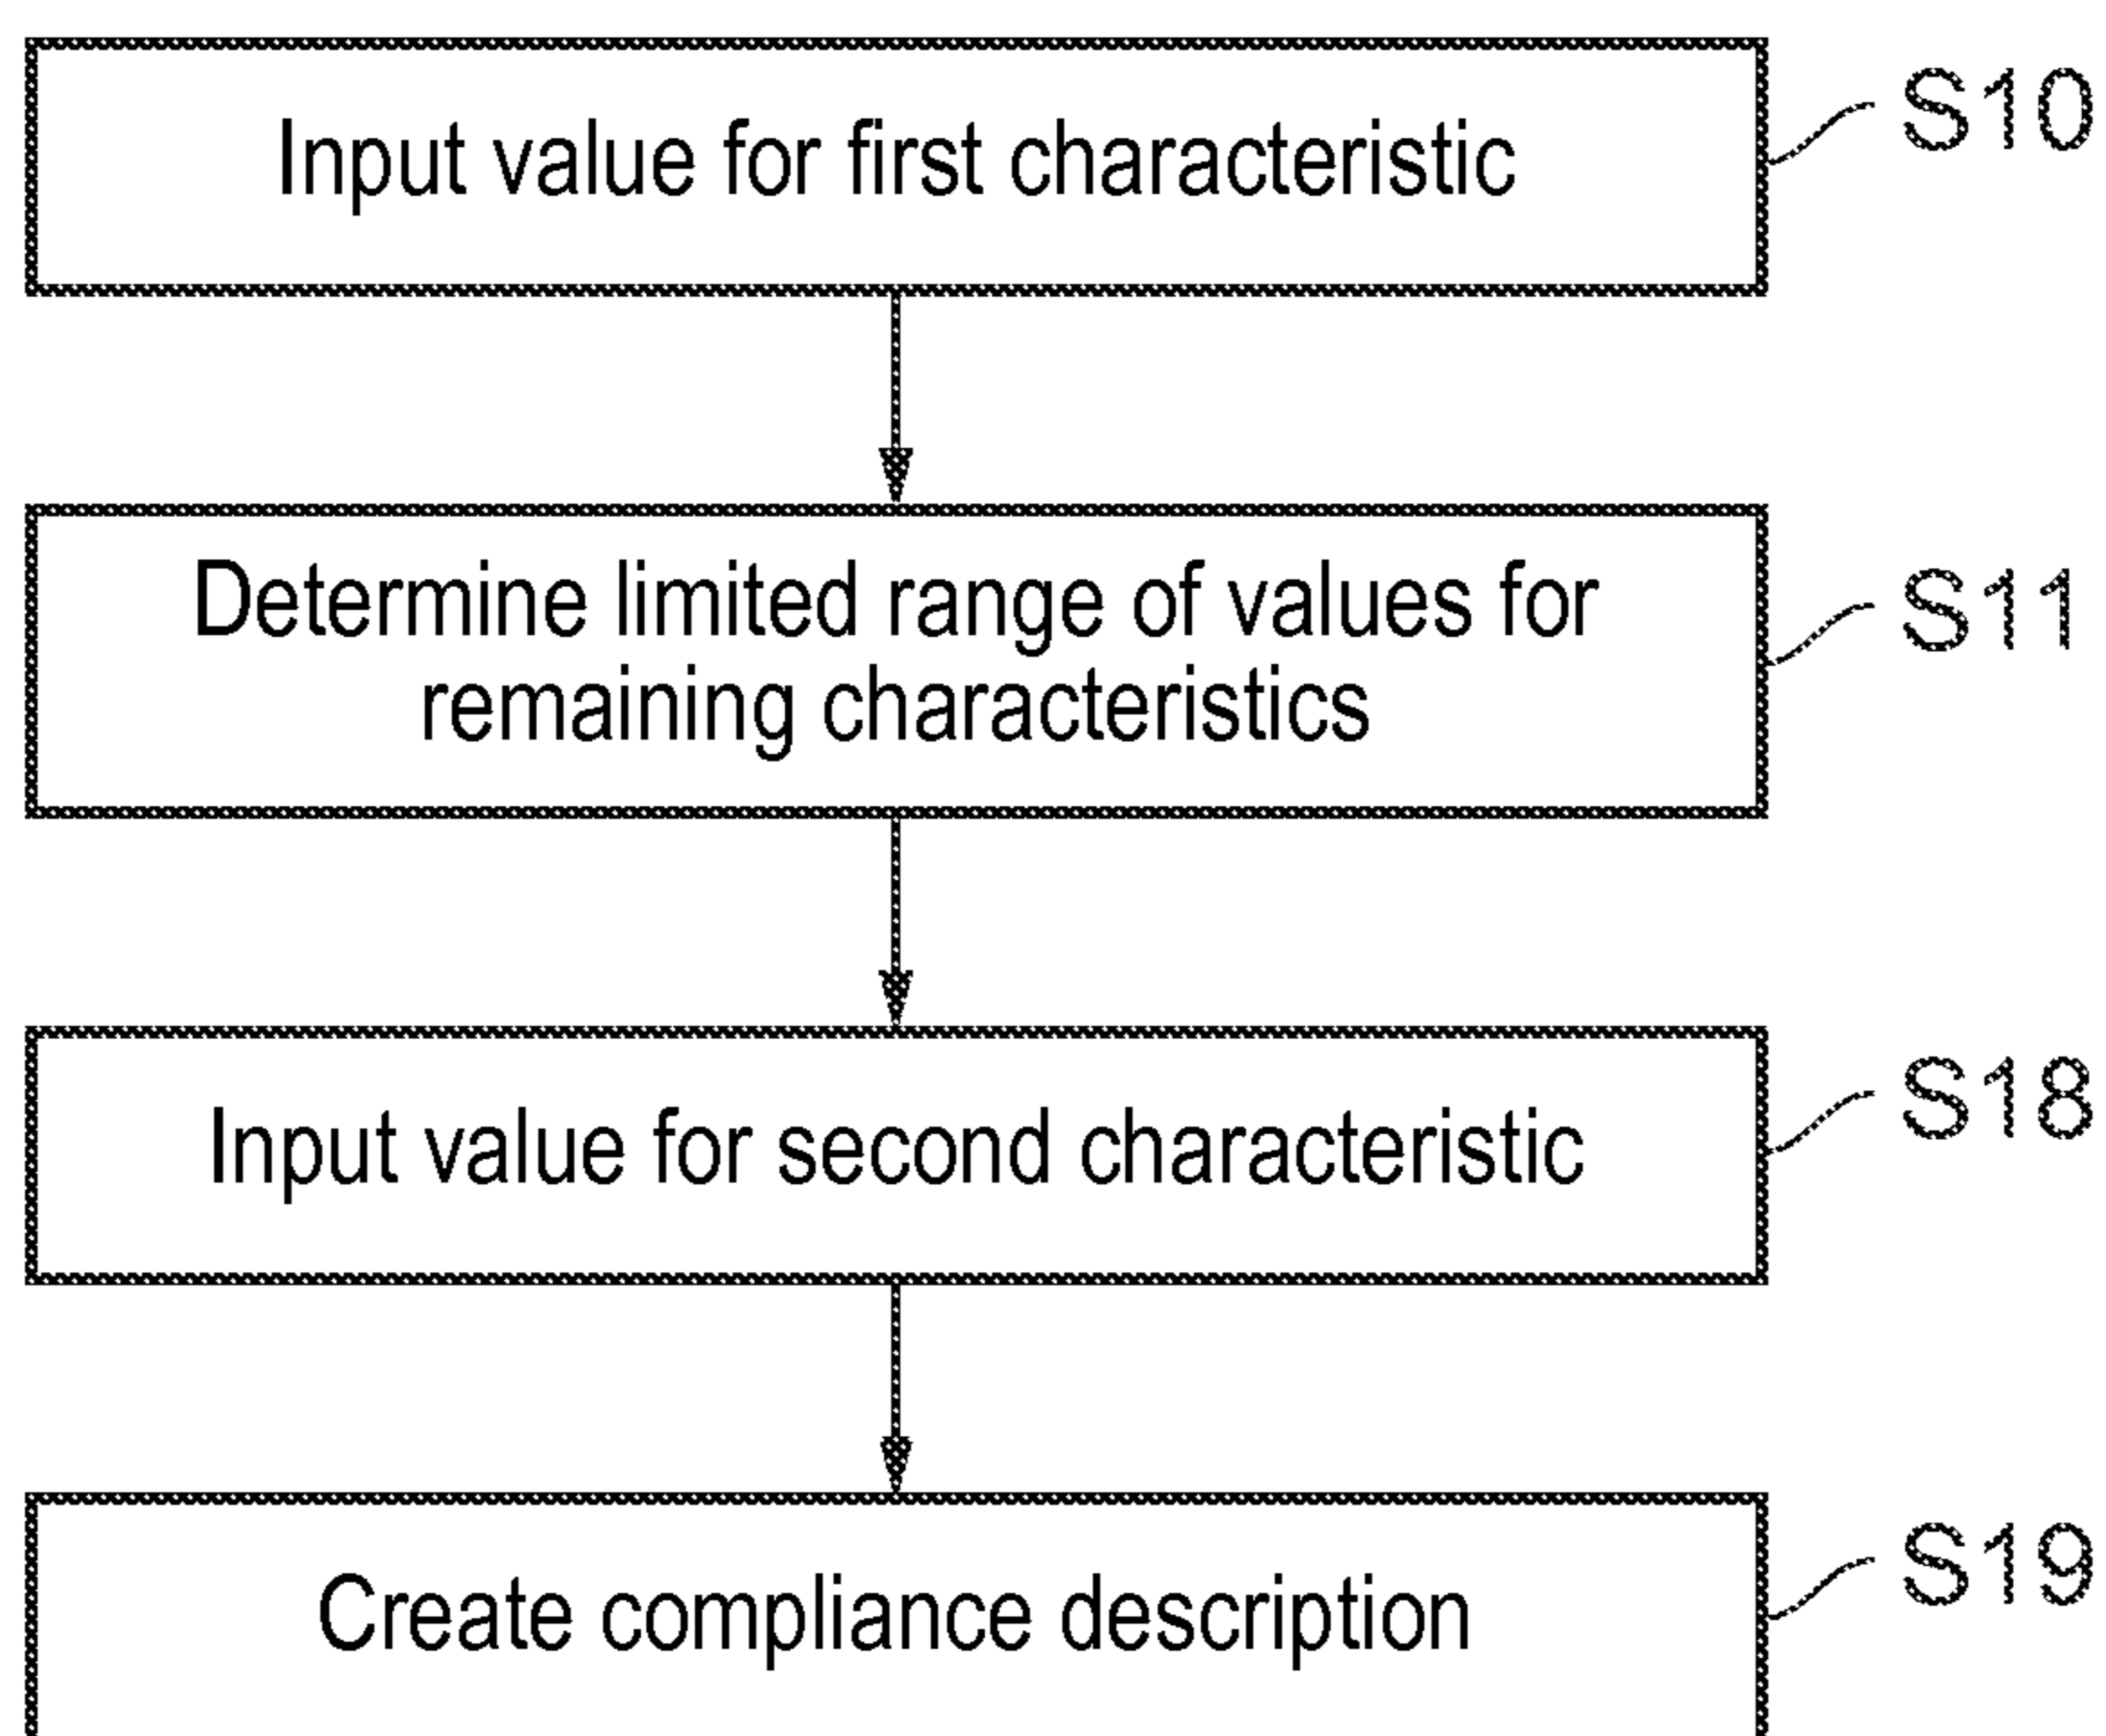 Input value for first characteristic
S10
Determine limited range of values for
remaining characteristics
S11
Input value for second characteristic
S18
Create compliance description
S19